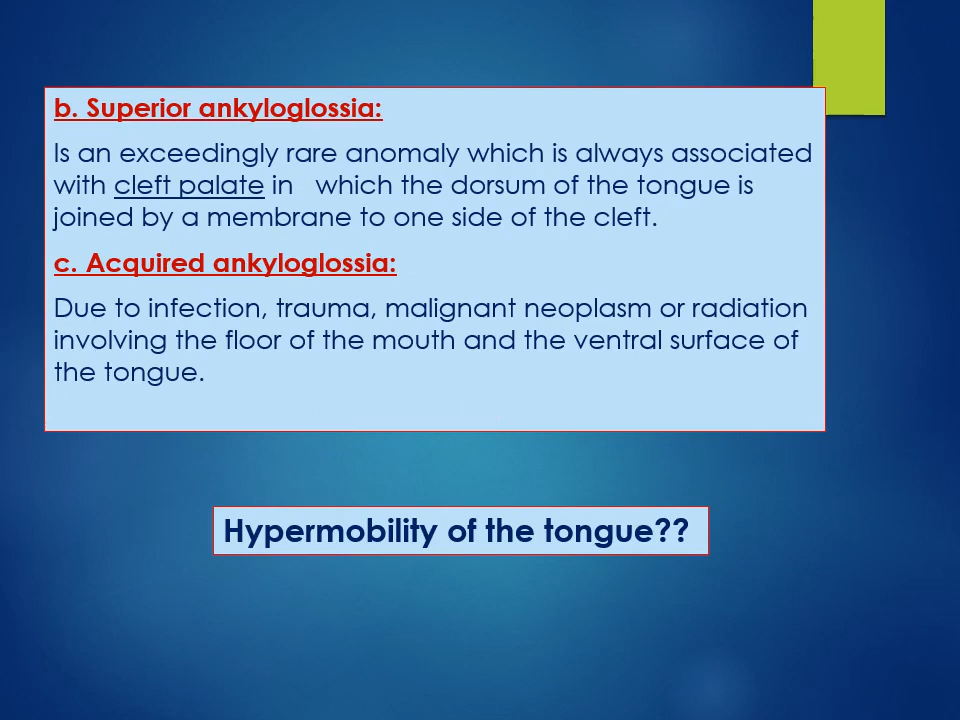 b. Superior ankyloglossia:
Is an exceedingly rare anomaly which is always associated
with cleft palate in   which the dorsum of the tongue is
joined by a membrane to one side of the cleft.
c. Acquired ankyloglossia:
Due to infection, trauma, malignant neoplasm or radiation
involving the floor of the mouth and the ventral surface of
the tongue.
Hypermobility of the tongue??